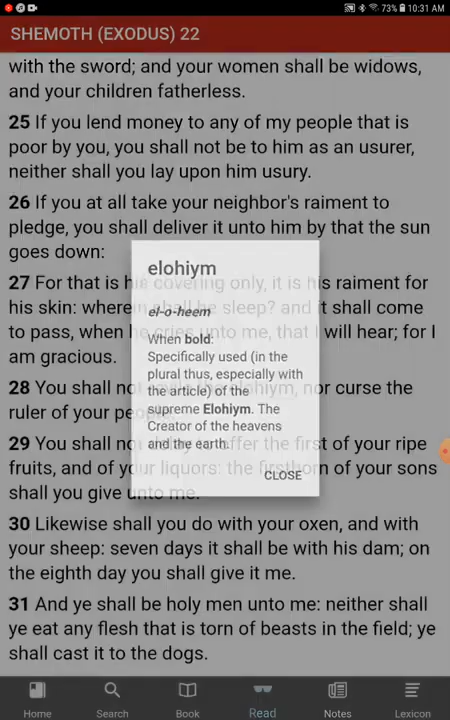 73% 10:31 AM
SHEMOTH (EXODUS) 22
with the sword; and your women shall be widows,
and your children fatherless.
25 If you lend money to any of my people that is
poor by you, you shall not be to him as an usurer,
neither shall you lay upon him usury.
26 If you at all take your neighbor's raiment to
pledge, you shall deliver it unto him by that the sun
goes down:
27 For that is his covering only, it is his raiment for
his skin: wherein shall he sleep? and it shall come
to pass, when he cries unto me, that I will hear; for I
am gracious.
28 You shall not the elohiym, nor curse the
ruler of your people.
29 You shall not to offer the first of your ripe
fruits, and of your liquors: the firstborn of your sons
shall you give unto me.
30 Likewise shall you do with your oxen, and with
your sheep: seven days it shall be with his dam; on
the eighth day you shall give it me.
31 And ye shall be holy men unto me: neither shall
ye eat any flesh that is torn of beasts in the field; ye
shall cast it to the dogs.
elohiym
el-o-heem
When bold:
Specifically used (in the
plural thus, especially with
the article) of the
supreme Elohiym. The
Creator of the heavens
and the earth.
CLOSE
Home Search Book Read Notes Lexicon